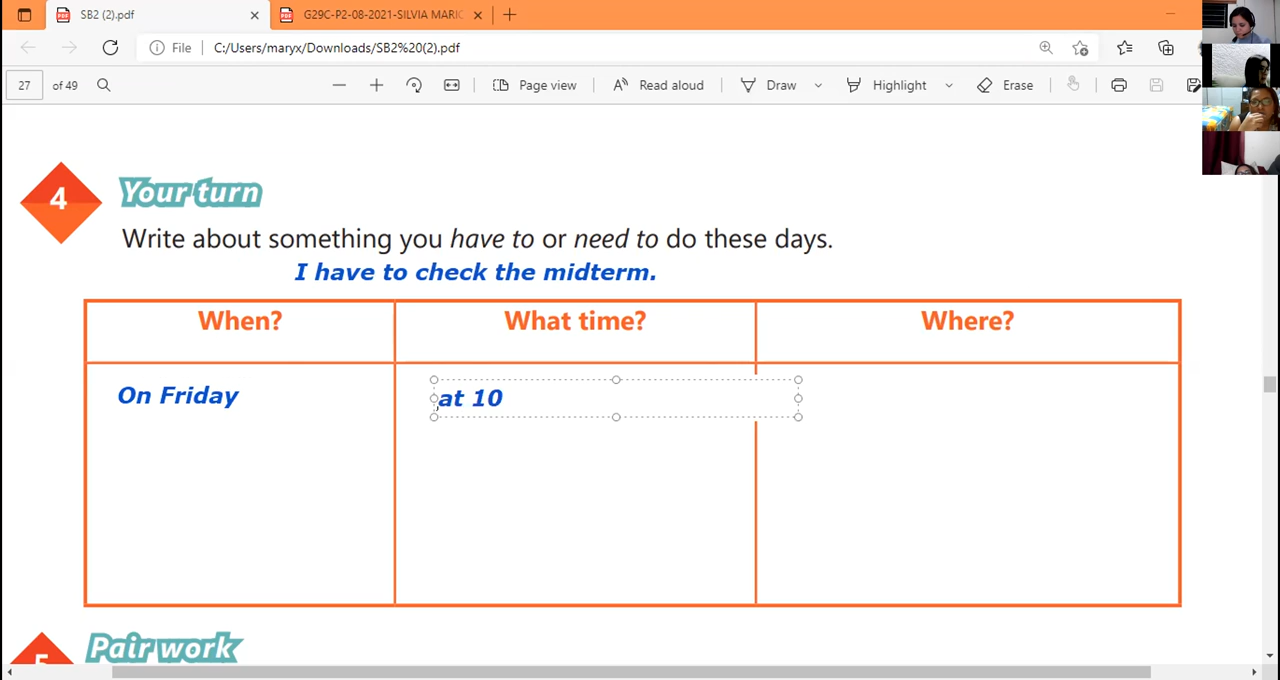 SB2 (2).pdf
G29C-P2-08-2021-SILVIA MARIC
File
C:/Users/maryx/Downloads/SB2%20(2).pdf
27 of 49
Page view
Read aloud
Draw
Highlight
Erase
4 Your turn
Write about something you have to or need to do these days.
I have to check the midterm.
When? What time? Where?
On Friday at 10
5 Pair work